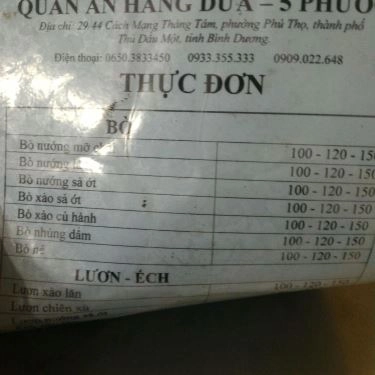 QUÁN ĂN HÀNG DỪA – 5 PHƯỚ
Địa chỉ: 29-44 Cách Mạng Tháng Tám, phường Phú Thọ, thành phố
Thủ Dầu Một, tỉnh Bình Dương.
Điện thoại: 0650.3833450 0933.355.333 0909.022.648
THỰC ĐƠN
BÒ
Bò nướng mỡ 100 - 120 - 150
Bò nướng 100 - 120 - 150
Bò nướng sả ớt 100 - 120 - 150
Bò xào sả ớt 100 - 120 - 150
Bò xào củ hành 100 - 120 - 150
Bò nhúng dấm 100 - 120 - 150
Bò né 100 - 120 - 150
LƯƠN - ẾCH
Lươn xào lăn
Lươn chiên xù